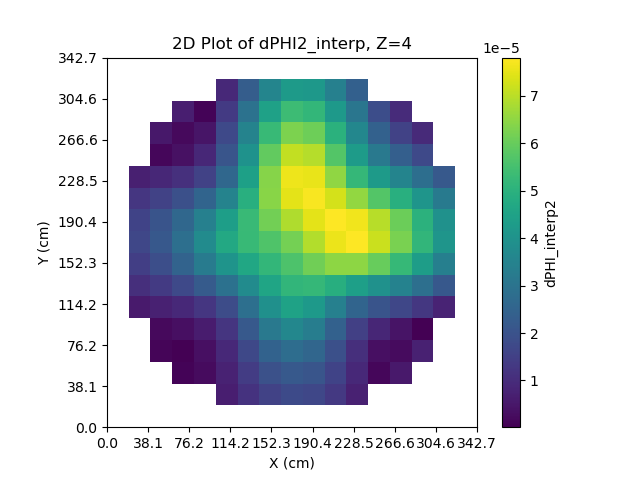 2D Plot of dPHI2_interp, Z=4
1e−5
342.7
304.6
266.6
228.5
190.4
152.3
114.2
76.2
38.1
0.0
Y (cm)
0.0 38.1 76.2 114.2 152.3 190.4 228.5 266.6 304.6 342.7
X (cm)
7
6
5
4
3
2
1
dPHI_interp2